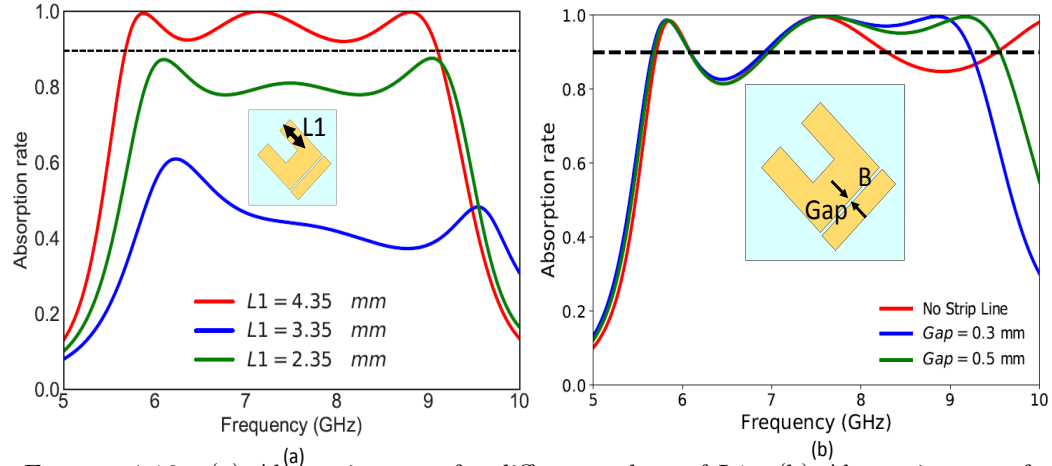 1.0
0.8
0.6
0.4
0.2
0.0
Absorption rate
L1
L1 = 4.35 mm
L1 = 3.35 mm
L1 = 2.35 mm
5 6 7 8 9 10
Frequency (GHz)
(a)
1.0
0.8
0.6
0.4
0.2
0.0
Absorption rate
B
Gap
No Strip Line
Gap = 0.3 mm
Gap = 0.5 mm
5 6 7 8 9 10
Frequency (GHz)
(b)